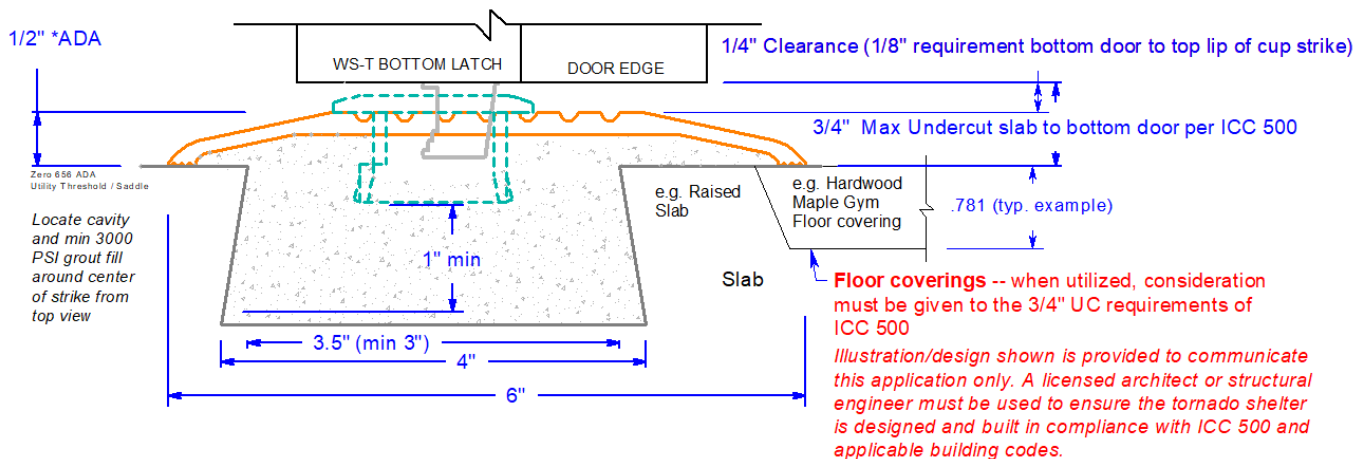 1/2" *ADA
WS-T BOTTOM LATCH
DOOR EDGE
1/4" Clearance (1/8" requirement bottom door to top lip of cup strike)
3/4" Max Undercut slab to bottom door per ICC 500
Zero 656 ADA
Utility Threshold / Saddle
Locate cavity
and min 3000
PSI grout fill
around center
of strike from
top view
e.g. Raised
Slab
e.g. Hardwood
Maple Gym
Floor covering
.781 (typ. example)
1" min
Slab
Floor coverings -- when utilized, consideration
must be given to the 3/4" UC requirements of
ICC 500
3.5" (min 3")
4"
6"
Illustration/design shown is provided to communicate
this application only. A licensed architect or structural
engineer must be used to ensure the tornado shelter
is designed and built in compliance with ICC 500 and
applicable building codes.